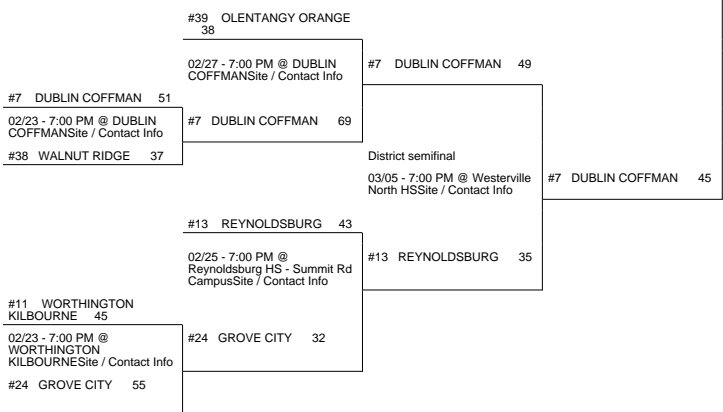 #39 OLENTANGY ORANGE
38
02/27 - 7:00 PM @ DUBLIN
COFFMANSite / Contact Info
#7 DUBLIN COFFMAN 49
#7 DUBLIN COFFMAN 51
02/23 - 7:00 PM @ DUBLIN
COFFMANSite / Contact Info
#7 DUBLIN COFFMAN 69
#38 WALNUT RIDGE 37
District semifinal
03/05 - 7:00 PM @ Westerville
North HSSite / Contact Info
#7 DUBLIN COFFMAN 45
#13 REYNOLDSBURG 43
02/25 - 7:00 PM @
Reynoldsburg HS - Summit Rd
CampusSite / Contact Info
#13 REYNOLDSBURG 35
#11 WORTHINGTON
KILBOURNE 45
02/23 - 7:00 PM @
WORTHINGTON
KILBOURNESite / Contact Info
#24 GROVE CITY 32
#24 GROVE CITY 55